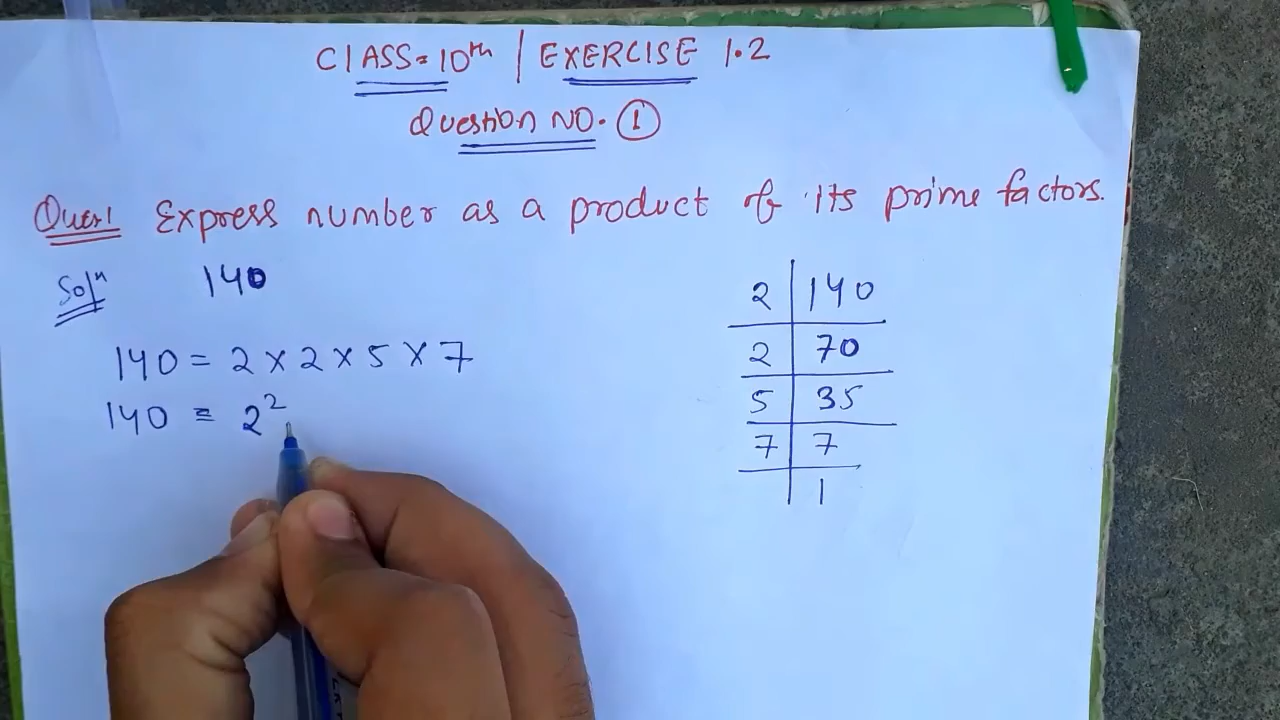 CLASS=10th | EXERCISE 1.2
Question NO. 1
Ques! Express number as a product of its prime factors.
Soln 140
140 = 2 × 2 × 5 × 7
140 = 2²
2 | 140
2 | 70
5 | 35
7 | 7
| 1